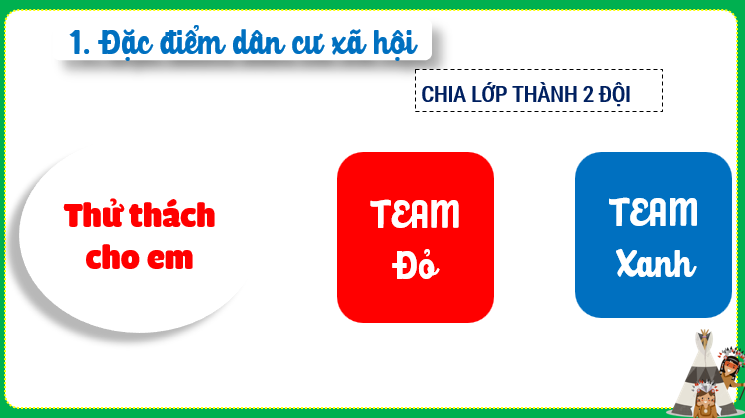 1. Đặc điểm dân cư xã hội
CHIA LỚP THÀNH 2 ĐỘI
Thử thách
cho em
TEAM
Đỏ
TEAM
Xanh